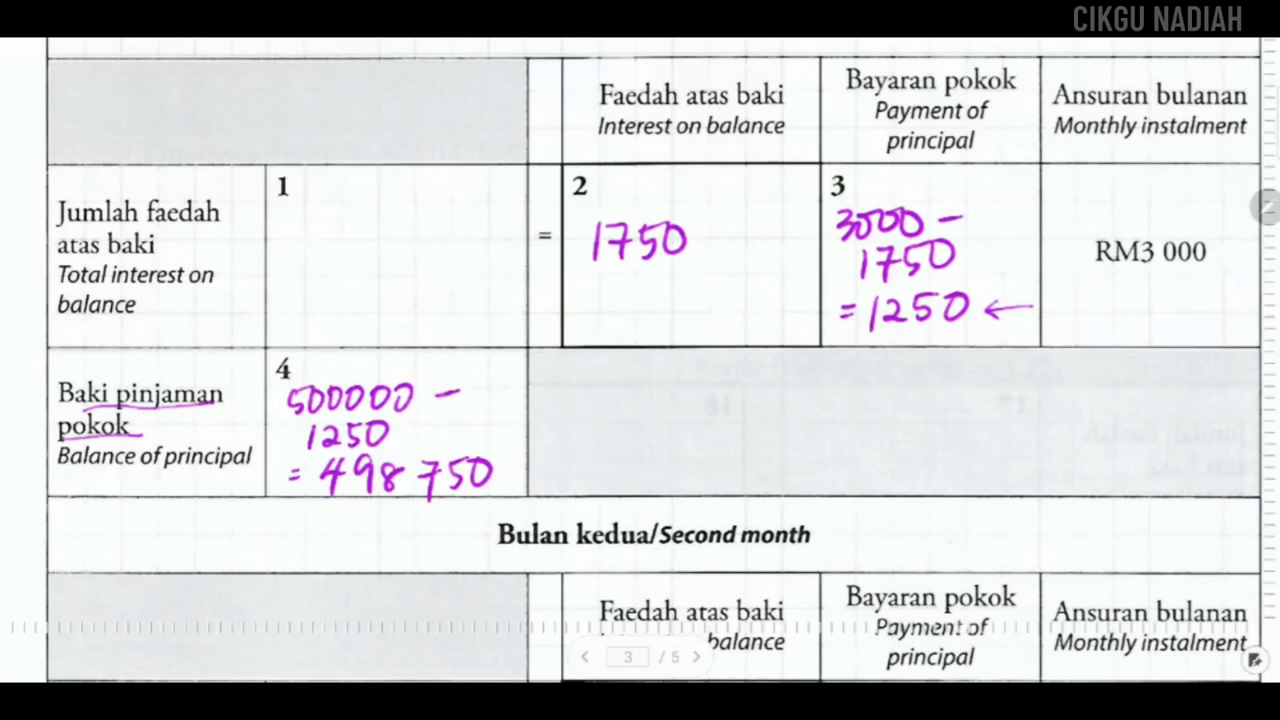 CIKGU NADIAH
Faedah atas baki
Interest on balance
Bayaran pokok
Payment of
principal
Ansuran bulanan
Monthly instalment
Jumlah faedah
atas baki
Total interest on
balance
1
=
2
1750
3
3000 –
1750
= 1250 ←
RM3 000
Baki pinjaman
pokok
Balance of principal
4
500000 –
1250
= 498 750
Bulan kedua/Second month
Faedah atas baki
balance
Bayaran pokok
Payment of
principal
Ansuran bulanan
Monthly instalment
< 3 / 5 >